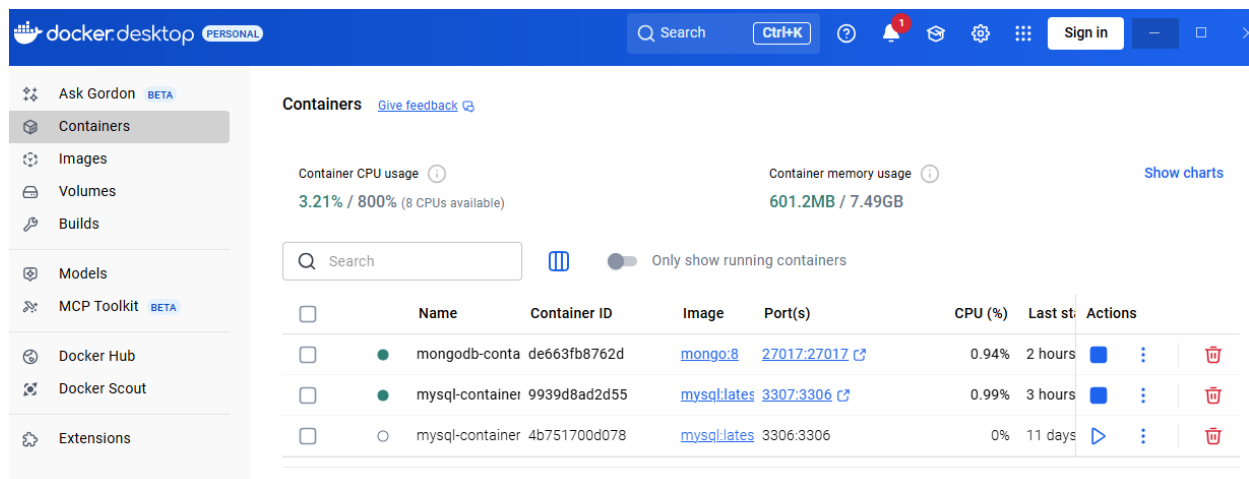 docker.desktop PERSONAL Search Ctrl+K 1 Sign in
Ask Gordon BETA
Containers
Images
Volumes
Builds
Models
MCP Toolkit BETA
Docker Hub
Docker Scout
Extensions
Containers Give feedback
Container CPU usage
3.21% / 800% (8 CPUs available)
Container memory usage
601.2MB / 7.49GB
Show charts
Search Only show running containers
Name Container ID Image Port(s) CPU (%) Last sta Actions
mongodb-conta de663fb8762d mongo:8 27017:27017 0.94% 2 hours
mysql-container 9939d8ad2d55 mysql:lates 3307:3306 0.99% 3 hours
mysql-container 4b751700d078 mysql:lates 3306:3306 0% 11 days